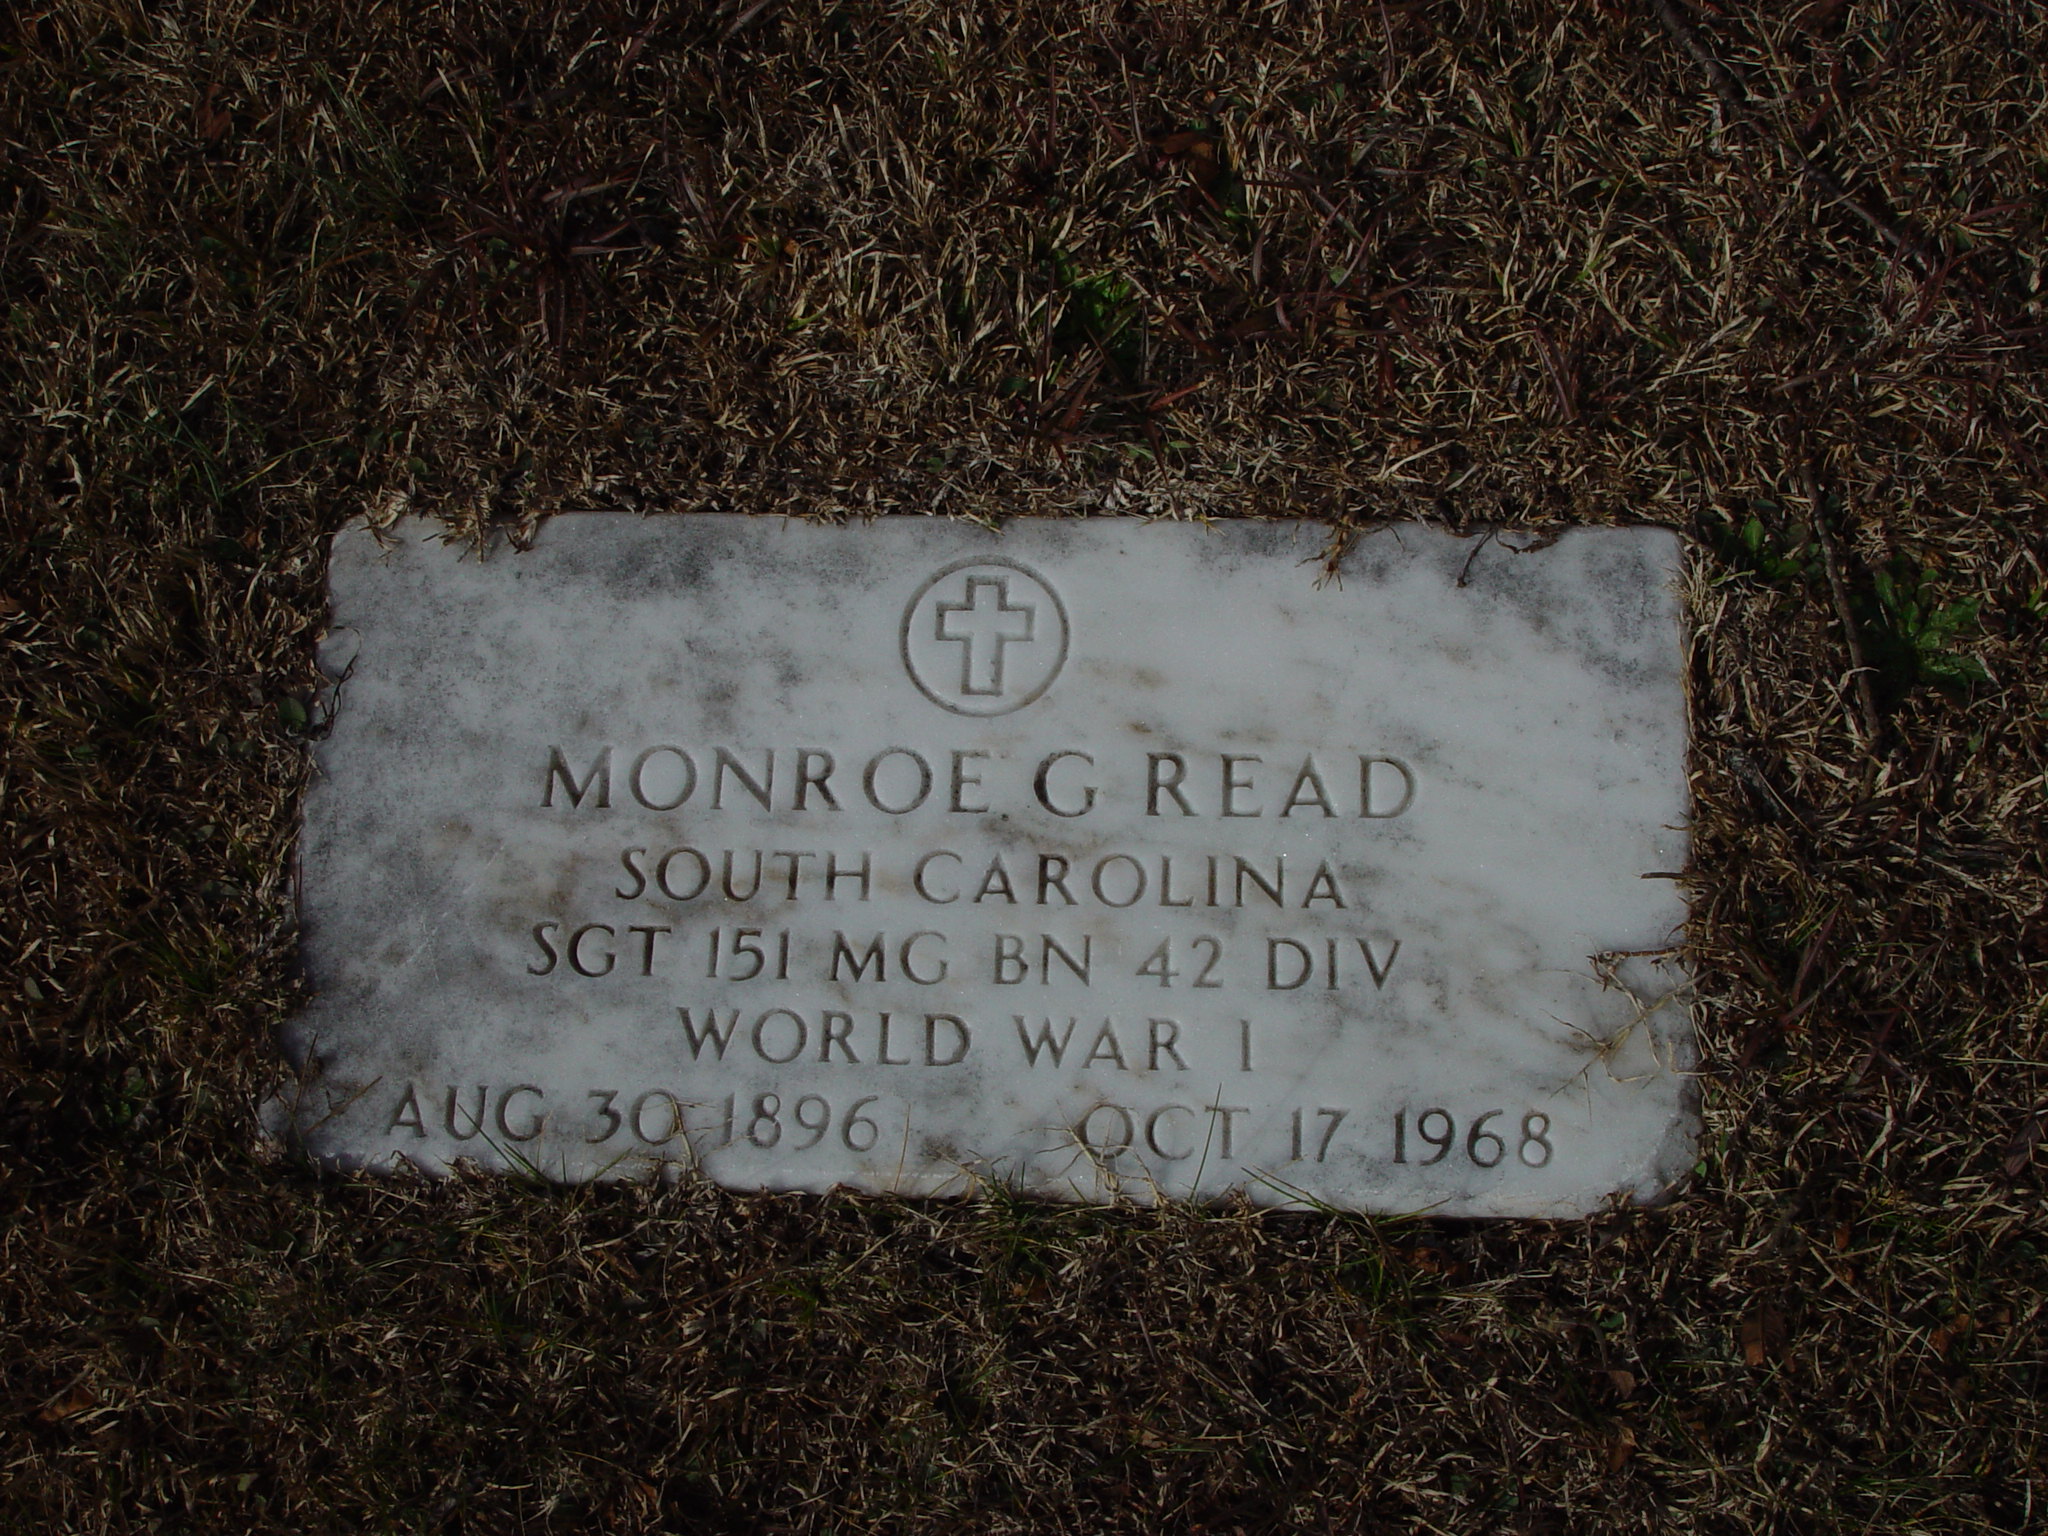 MONROE G READ
SOUTH CAROLINA
SGT 151 MG BN 42 DIV
WORLD WAR I
AUG 30 1896 OCT 17 1968